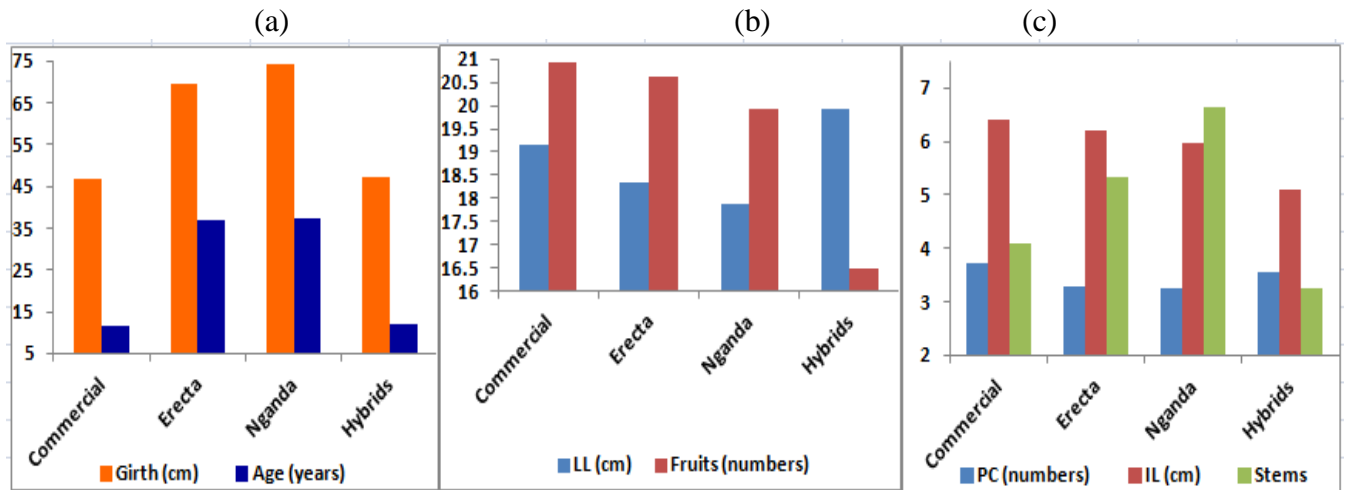 (a)
75
65
55
45
35
25
15
5
Commercial
Erecta
Nganda
Hybrids
Girth (cm) Age (years)
(b)
21
20.5
20
19.5
19
18.5
18
17.5
17
16.5
16
Commercial
Erecta
Nganda
Hybrids
LL (cm) Fruits (numbers)
(c)
7
6
5
4
3
2
Commercial
Erecta
Nganda
Hybrids
PC (numbers) IL (cm) Stems